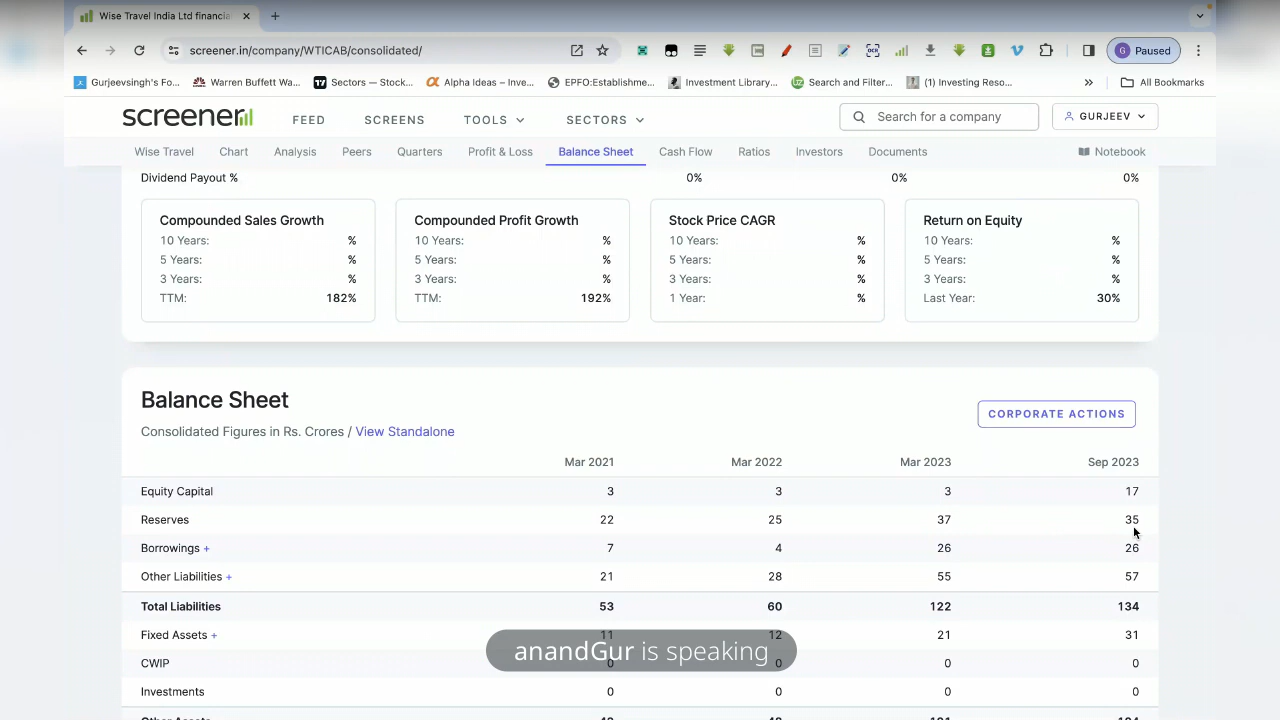 Wise Travel India Ltd financia
screener.in/company/WTICAB/consolidated/
G Paused
Gurjeevsingh's Fo... Warren Buffett Wa... Sectors — Stock... Alpha Ideas – Inve... EPFO:Establishme... Investment Library... Search and Filter... (1) Investing Reso... » All Bookmarks
screener FEED SCREENS TOOLS SECTORS Search for a company GURJEEV
Wise Travel Chart Analysis Peers Quarters Profit & Loss Balance Sheet Cash Flow Ratios Investors Documents Notebook
Dividend Payout % 0% 0% 0%
Compounded Sales Growth
10 Years: %
5 Years: %
3 Years: %
TTM: 182%
Compounded Profit Growth
10 Years: %
5 Years: %
3 Years: %
TTM: 192%
Stock Price CAGR
10 Years: %
5 Years: %
3 Years: %
1 Year: %
Return on Equity
10 Years: %
5 Years: %
3 Years: %
Last Year: 30%
Balance Sheet
Consolidated Figures in Rs. Crores / View Standalone
CORPORATE ACTIONS
Mar 2021 Mar 2022 Mar 2023 Sep 2023
Equity Capital 3 3 3 17
Reserves 22 25 37 35
Borrowings + 7 4 26 26
Other Liabilities + 21 28 55 57
Total Liabilities 53 60 122 134
Fixed Assets + 11 12 21 31
anandGur is speaking
CWIP 0 0 0 0
Investments 0 0 0 0